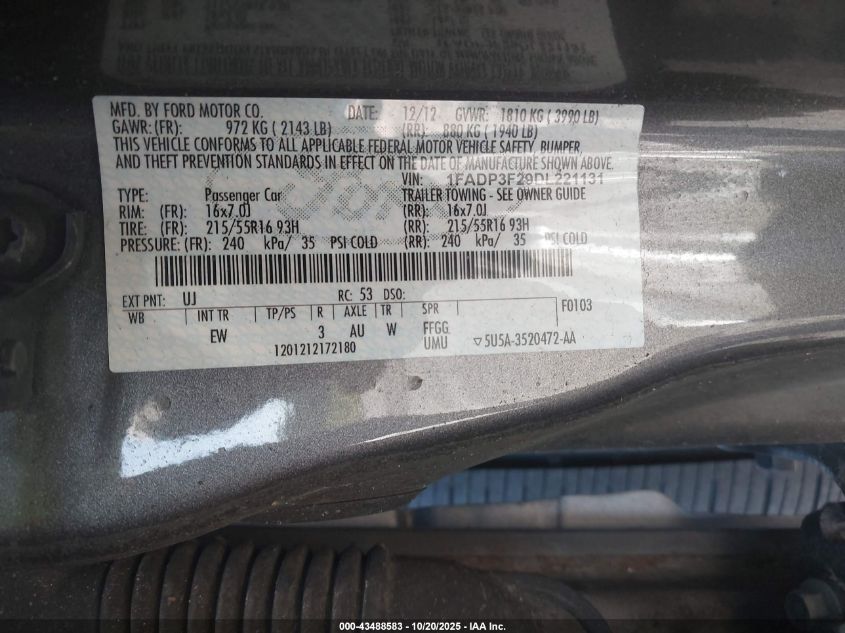 MFD. BY FORD MOTOR CO. DATE: 12/12 GVWR: 1810 KG ( 3990 LB)
GAWR: (FR): 972 KG ( 2143 LB) (RR): 880 KG ( 1940 LB)
THIS VEHICLE CONFORMS TO ALL APPLICABLE FEDERAL MOTOR VEHICLE SAFETY, BUMPER,
AND THEFT PREVENTION STANDARDS IN EFFECT ON THE DATE OF MANUFACTURE SHOWN ABOVE.
VIN: 1FADP3F29DL221131
TYPE: Passenger Car TRAILER TOWING - SEE OWNER GUIDE
RIM: (FR): 16x7.0J (RR): 16x7.0J
TIRE: (FR): 215/55R16 93H (RR): 215/55R16 93H
PRESSURE: (FR): 240 kPa/ 35 PSI COLD (RR): 240 kPa/ 35 PSI COLD
EXT PNT: UJ RC: 53 DSO:
WB INT TR TP/PS R AXLE TR SPR F0103
EW 3 AU W FFGG
UMU
1201212172180 ▽5U5A-3520472-AA
000-43488583 / 10/20/2025 - IAA Inc.